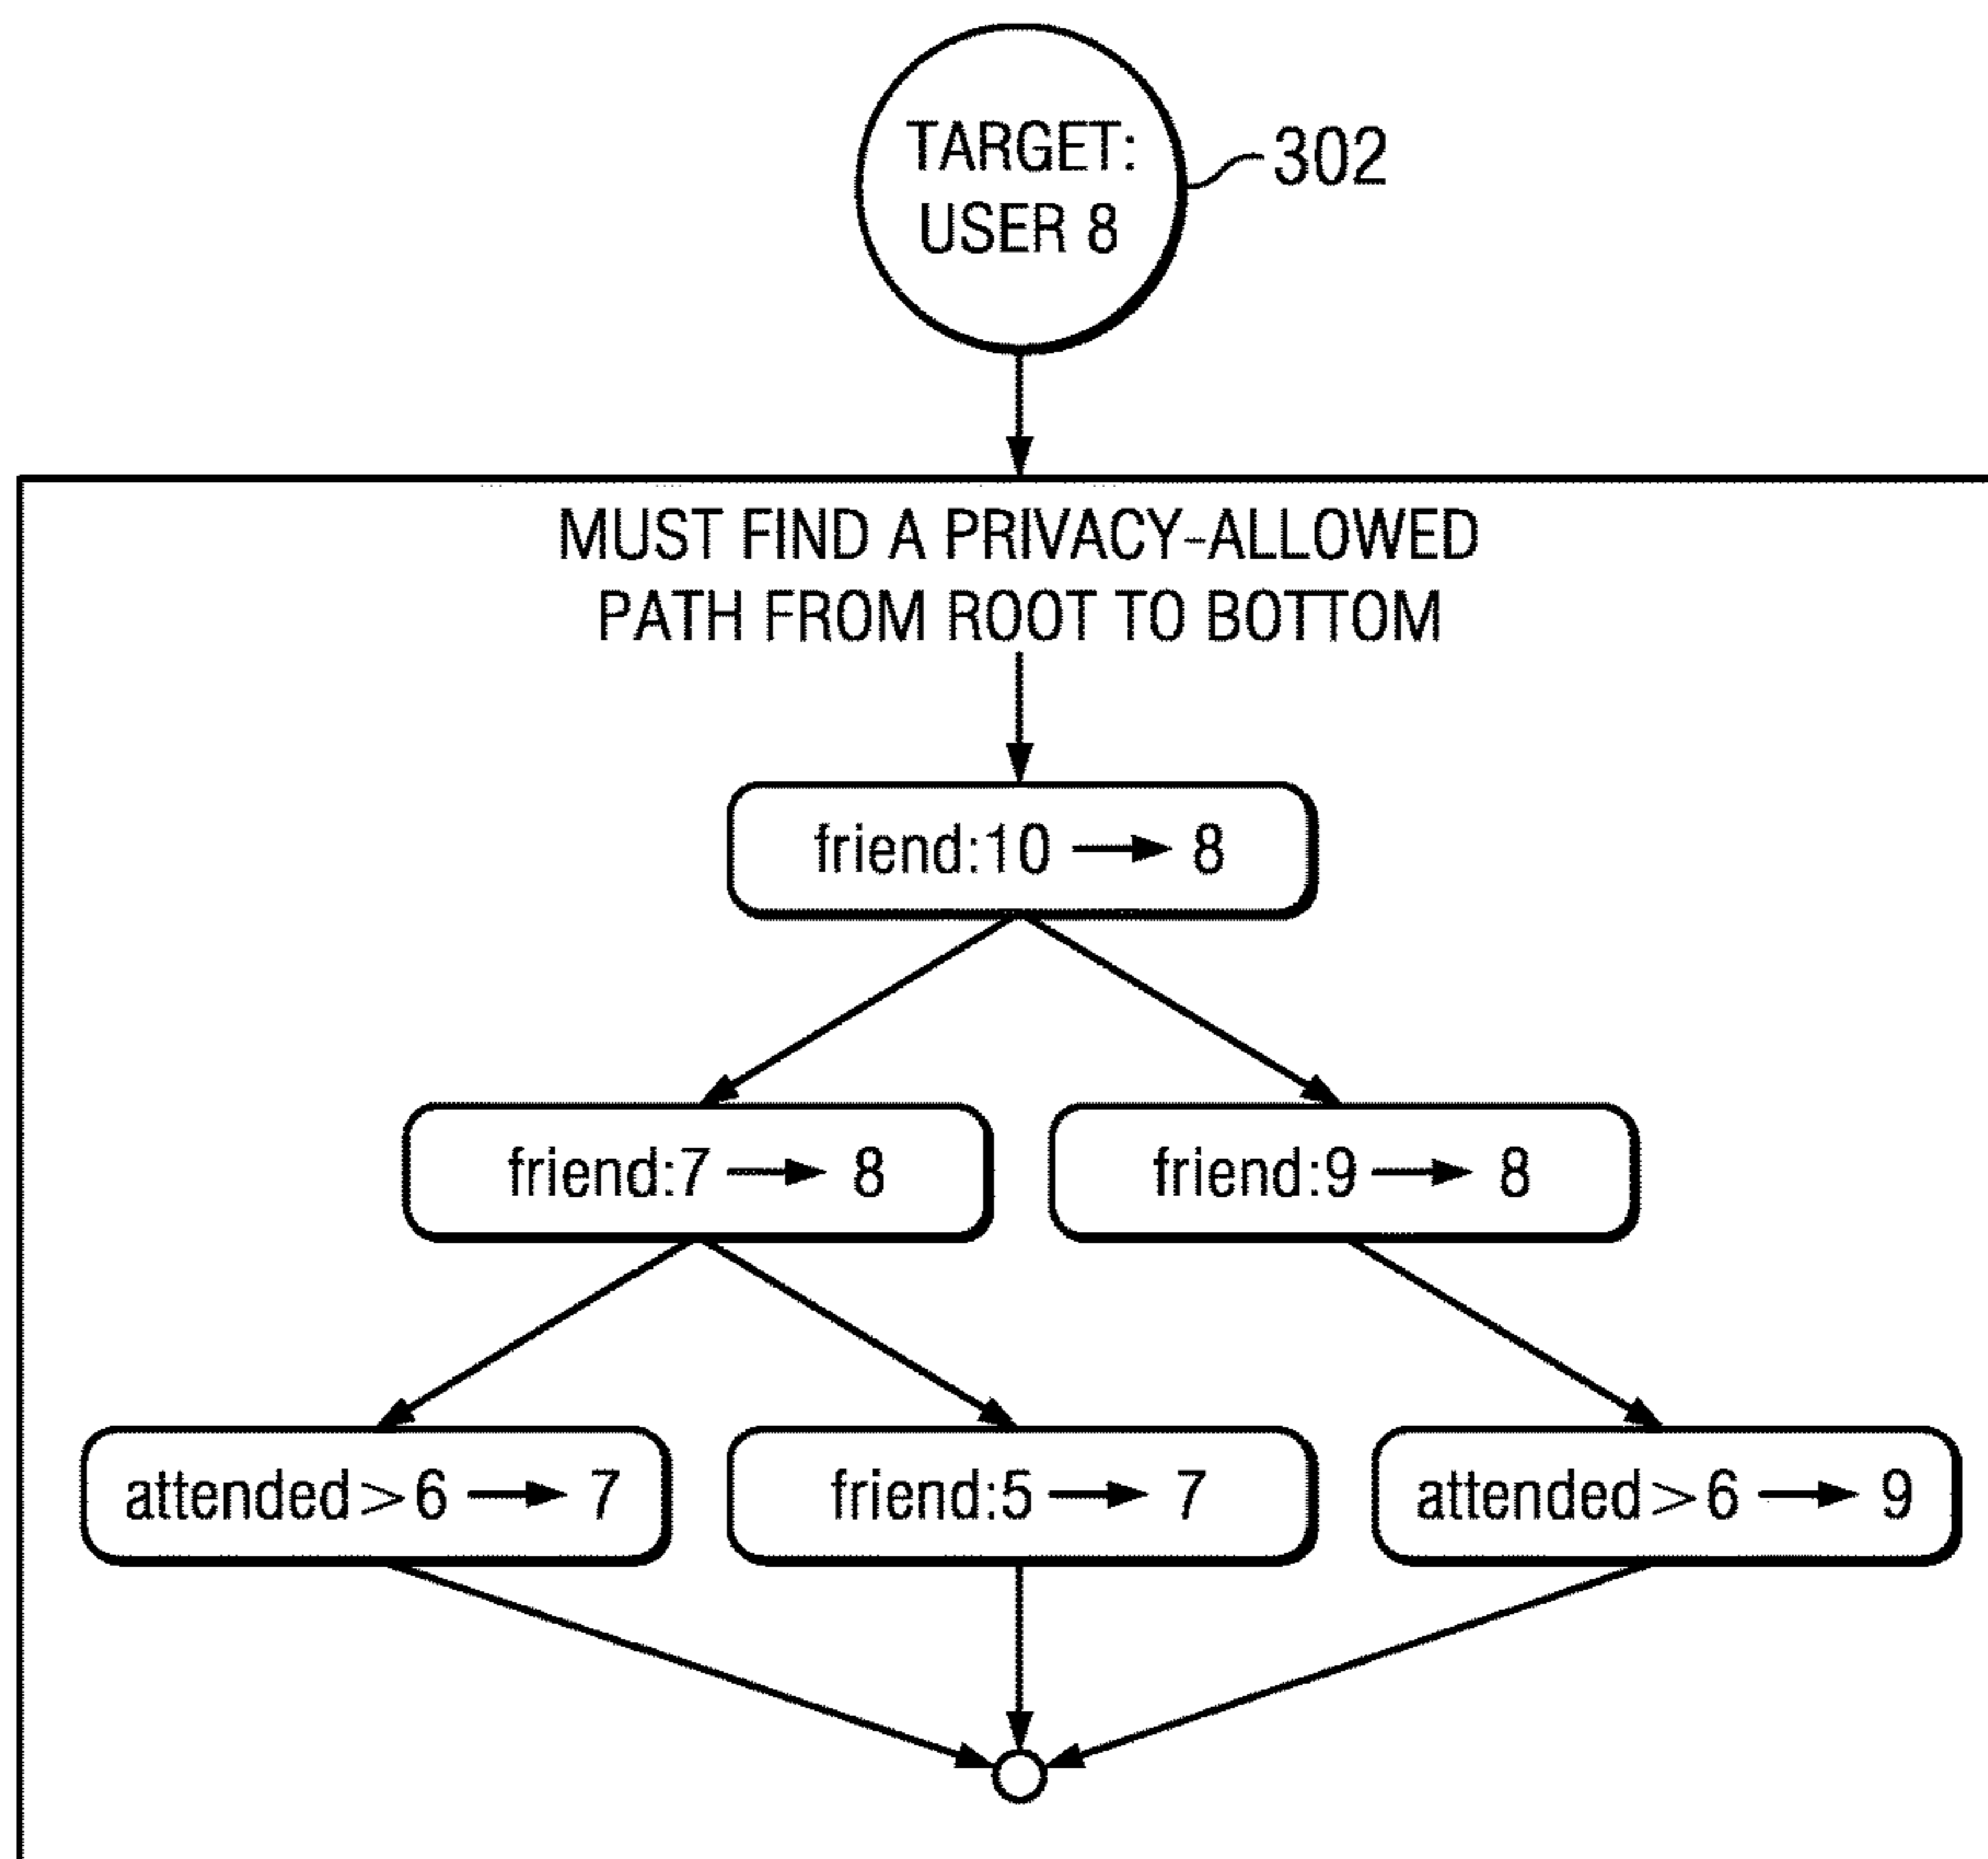 TARGET:
USER 8
302
MUST FIND A PRIVACY-ALLOWED
PATH FROM ROOT TO BOTTOM
friend:10 → 8
friend:7 → 8
friend:9 → 8
attended>6 → 7
friend:5 → 7
attended>6 → 9